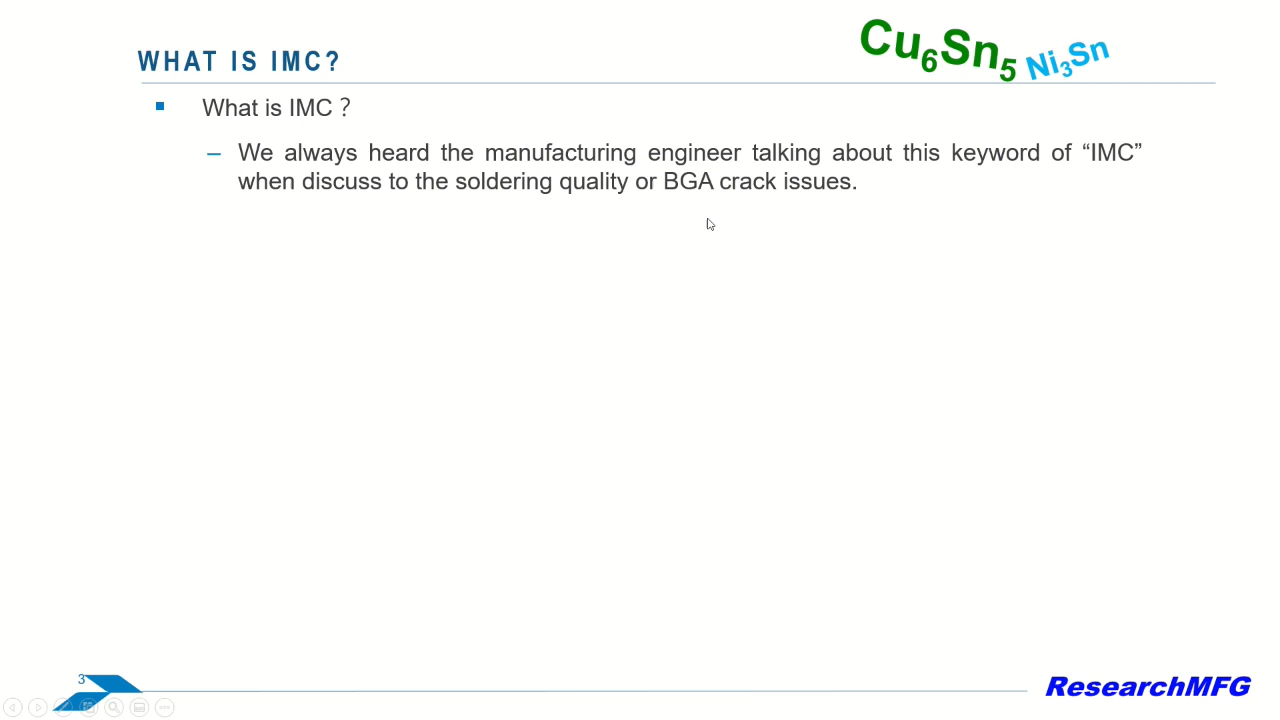 Cu6Sn5 Ni3Sn
WHAT IS IMC?
What is IMC？
– We always heard the manufacturing engineer talking about this keyword of “IMC”
when discuss to the soldering quality or BGA crack issues.
3
ResearchMFG